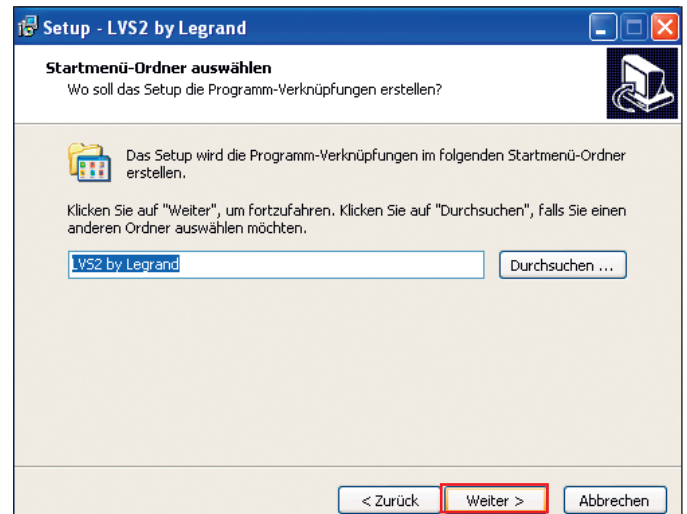 Setup - LVS2 by Legrand
Startmenü-Ordner auswählen
Wo soll das Setup die Programm-Verknüpfungen erstellen?
Das Setup wird die Programm-Verknüpfungen im folgenden Startmenü-Ordner
erstellen.
Klicken Sie auf "Weiter", um fortzufahren. Klicken Sie auf "Durchsuchen", falls Sie einen
anderen Ordner auswählen möchten.
LVS2 by Legrand
Durchsuchen ...
< Zurück
Weiter >
Abbrechen